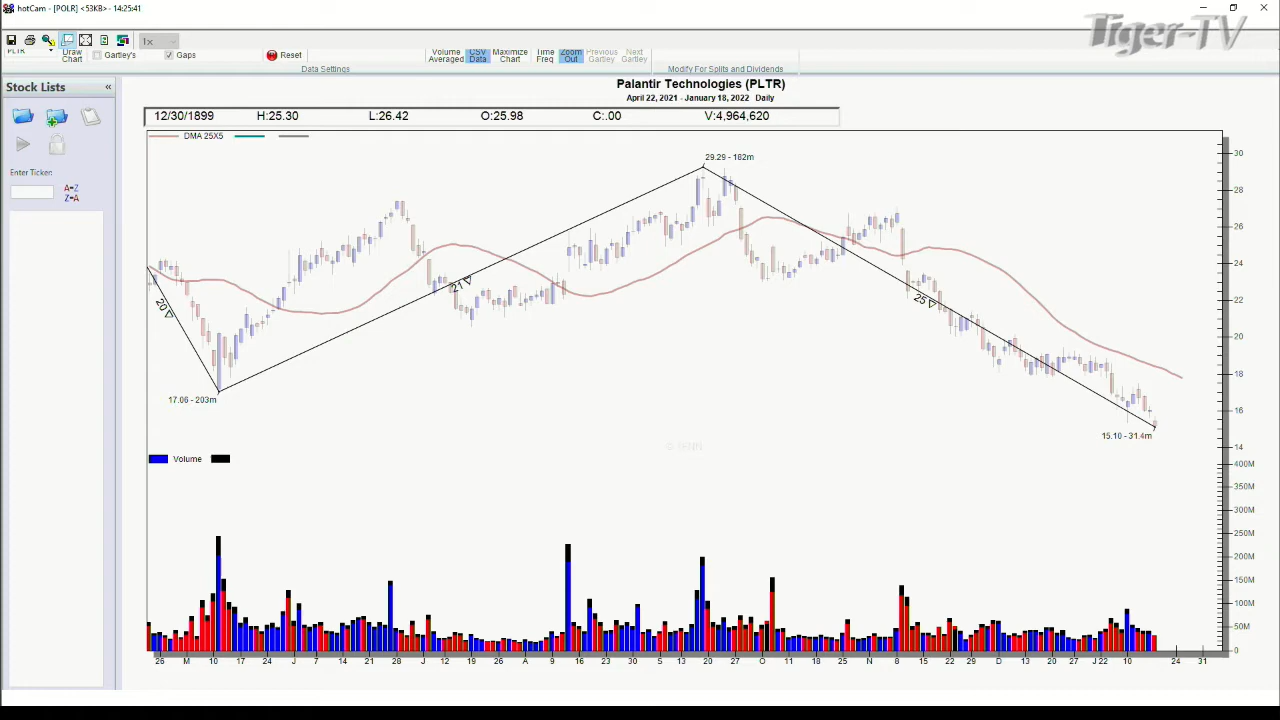 hotCam - [POLR] <53KB> - 14:25:41
Tiger-TV
1x
PLTR
Draw
Chart
Gartley's
Gaps
Reset
Data Settings
Volume
Averaged
CSV
Data
Maximize
Chart
Time
Freq
Zoom
Out
Previous
Gartley
Next
Gartley
Modify For Splits and Dividends
Stock Lists
«
Enter Ticker:
A=Z
Z=A
Palantir Technologies (PLTR)
April 22, 2021 - January 18, 2022 Daily
12/30/1899 H:25.30 L:26.42 O:25.98 C:.00 V:4,964,620
DMA 25X5
29.29 - 182m
20
21
25
17.06 - 203m
15.10 - 31.4m
30
28
26
24
22
20
18
16
14
Volume
400M
350M
300M
250M
200M
150M
100M
50M
0
26 M 10 17 24 7 14 21 28 12 19 26 A 9 16 23 30 S 13 20 27 O 11 18 25 N 8 15 22 29 D 13 20 27 J 22 10 24 31